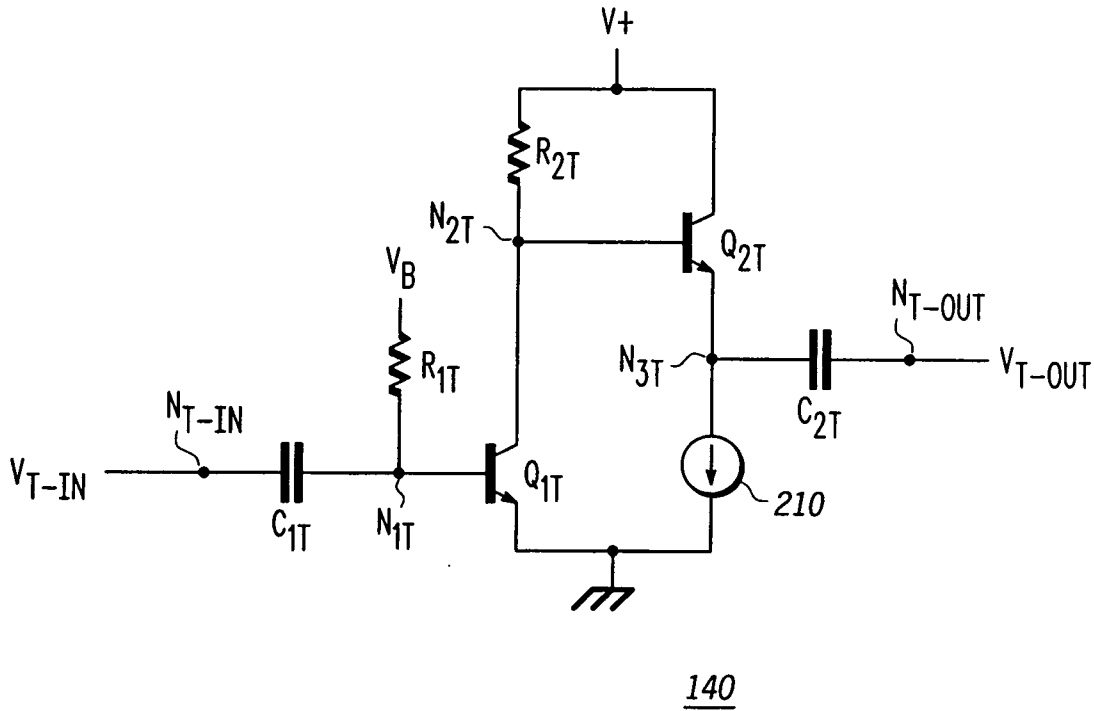 V+
R2T
N2T
Q2T
VB
NT-OUT
R1T
N3T
VT-OUT
C2T
NT-IN
VT-IN
Q1T
210
C1T
N1T
140